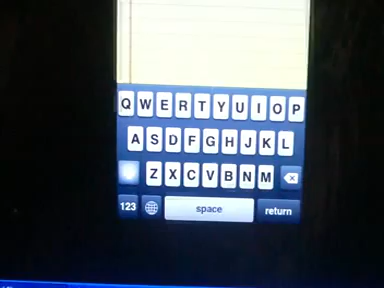 Q W E R T Y U I O P
A S D F G H J K L
Z X C V B N M
123 space return